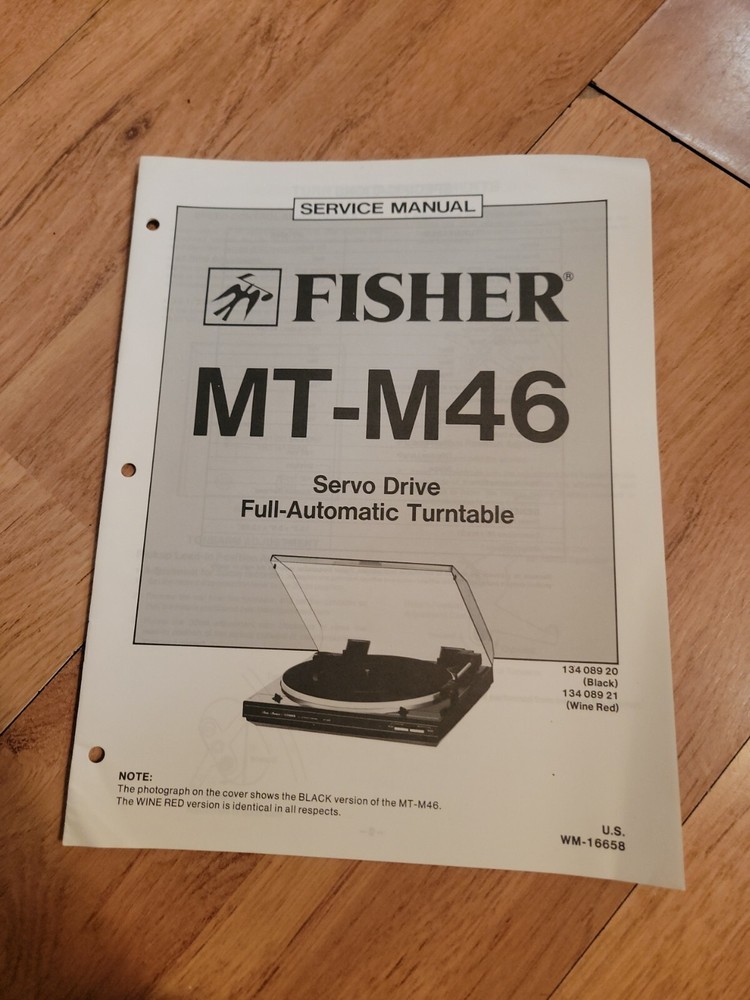 SERVICE MANUAL
FISHER®
MT-M46
Servo Drive
Full-Automatic Turntable
134 089 20
(Black)
134 089 21
(Wine Red)
NOTE:
The photograph on the cover shows the BLACK version of the MT-M46.
The WINE RED version is identical in all respects.
U.S.
WM-16658